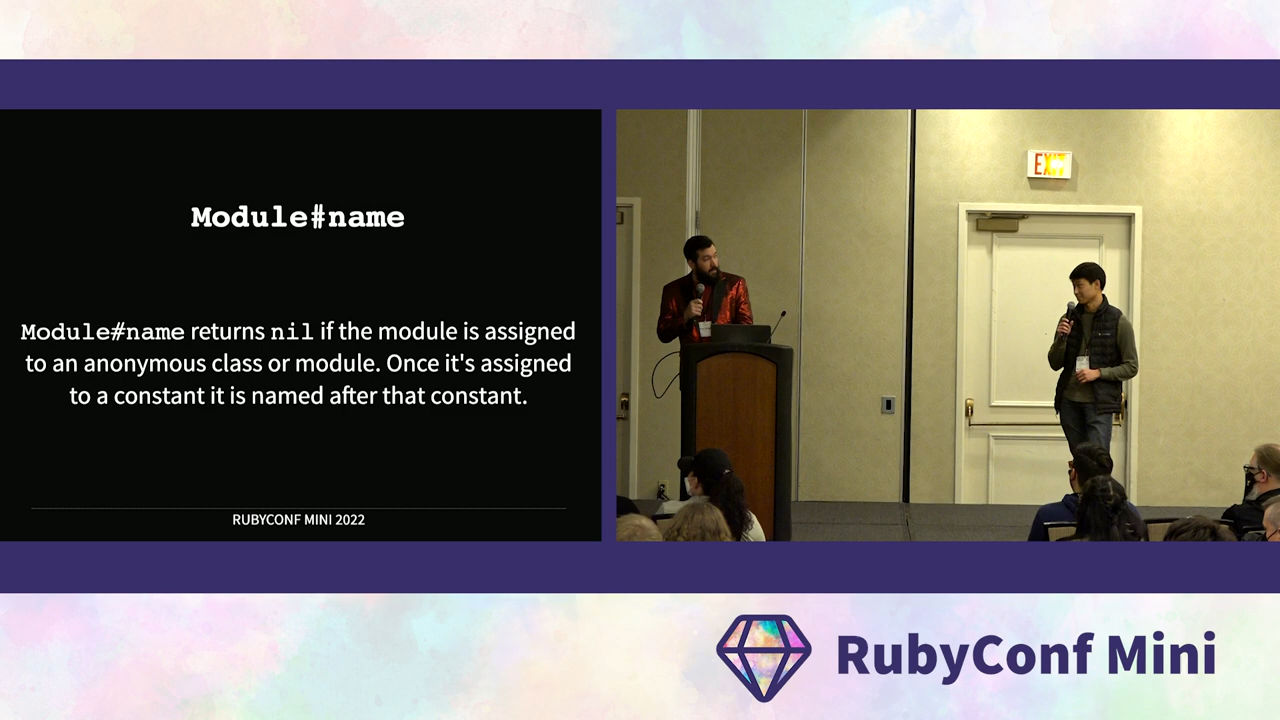 Module#name
Module#name returns nil if the module is assigned
to an anonymous class or module. Once it's assigned
to a constant it is named after that constant.
RUBYCONF MINI 2022
EXIT
RubyConf Mini